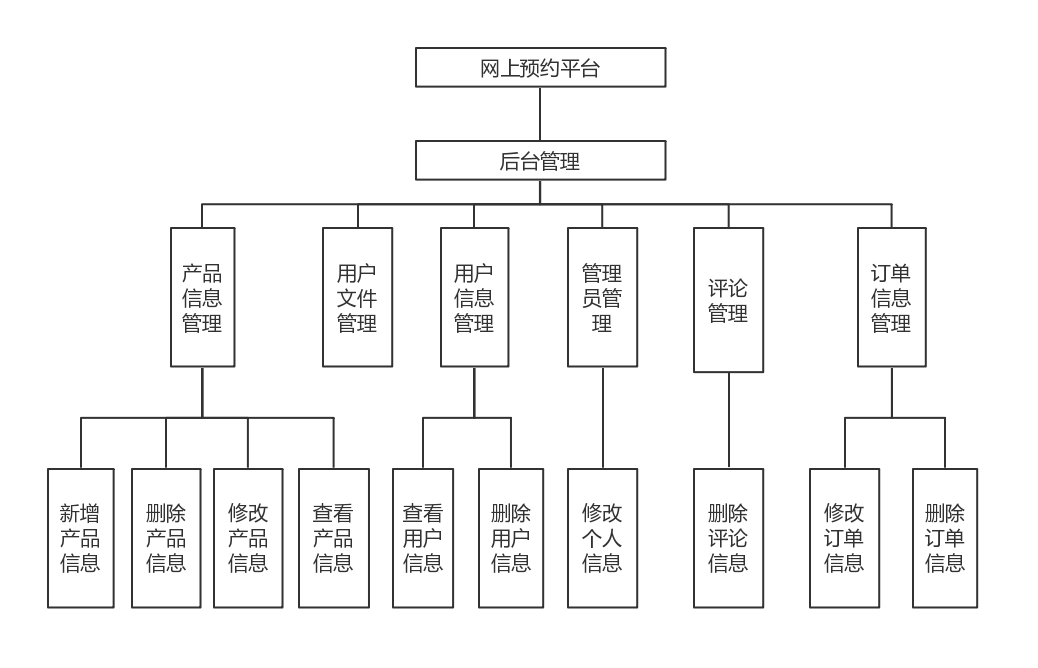 网上预约平台
后台管理
产品
信息
管理
用户
文件
管理
用户
信息
管理
管理
员管
理
评论
管理
订单
信息
管理
新增
产品
信息
删除
产品
信息
修改
产品
信息
查看
产品
信息
查看
用户
信息
删除
用户
信息
修改
个人
信息
删除
评论
信息
修改
订单
信息
删除
订单
信息